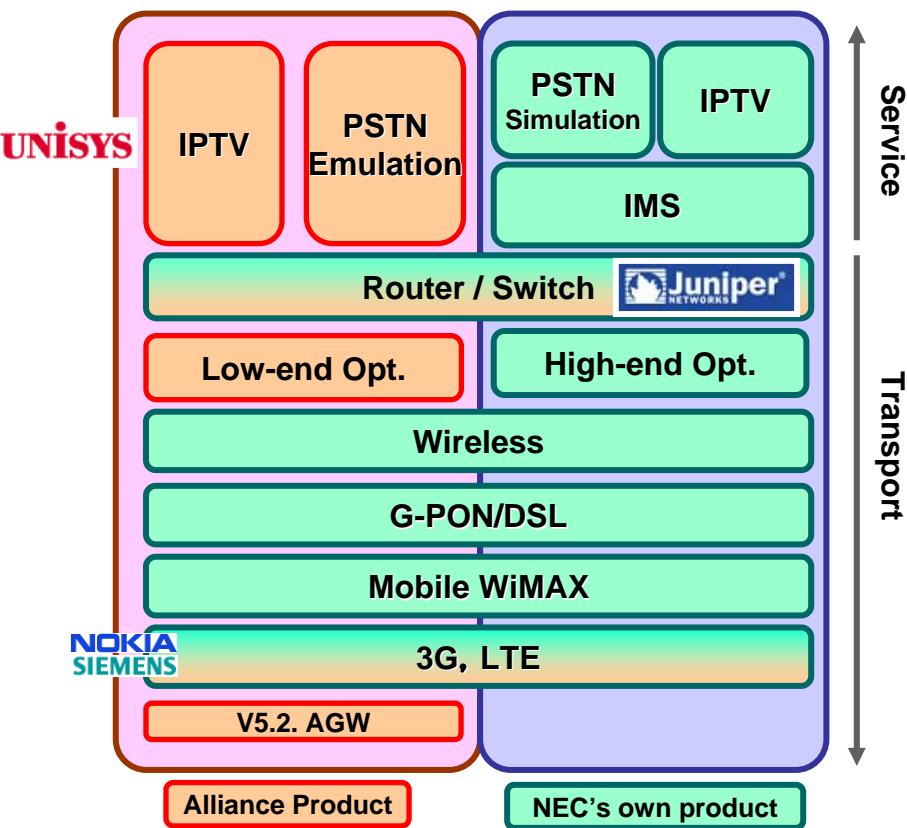 UNISYS
IPTV
PSTN
Emulation
PSTN
Simulation
IPTV
IMS
Service
Router / Switch
Juniper
NETWORKS
Low-end Opt.
High-end Opt.
Wireless
G-PON/DSL
Mobile WiMAX
NOKIA
SIEMENS
3G, LTE
V5.2. AGW
Transport
Alliance Product
NEC's own product